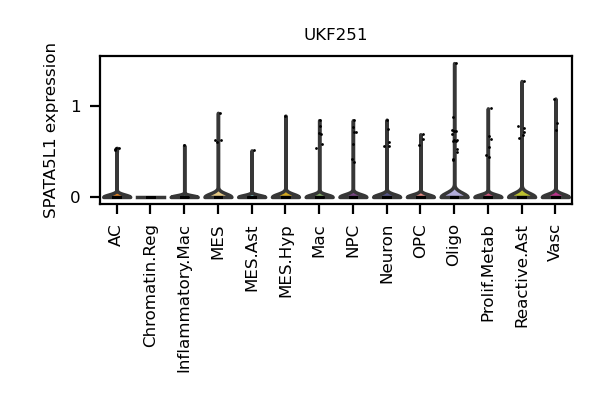 UKF251
SPATA5L1 expression
1
0
AC
Chromatin.Reg
Inflammatory.Mac
MES
MES.Ast
MES.Hyp
Mac
NPC
Neuron
OPC
Oligo
Prolif.Metab
Reactive.Ast
Vasc